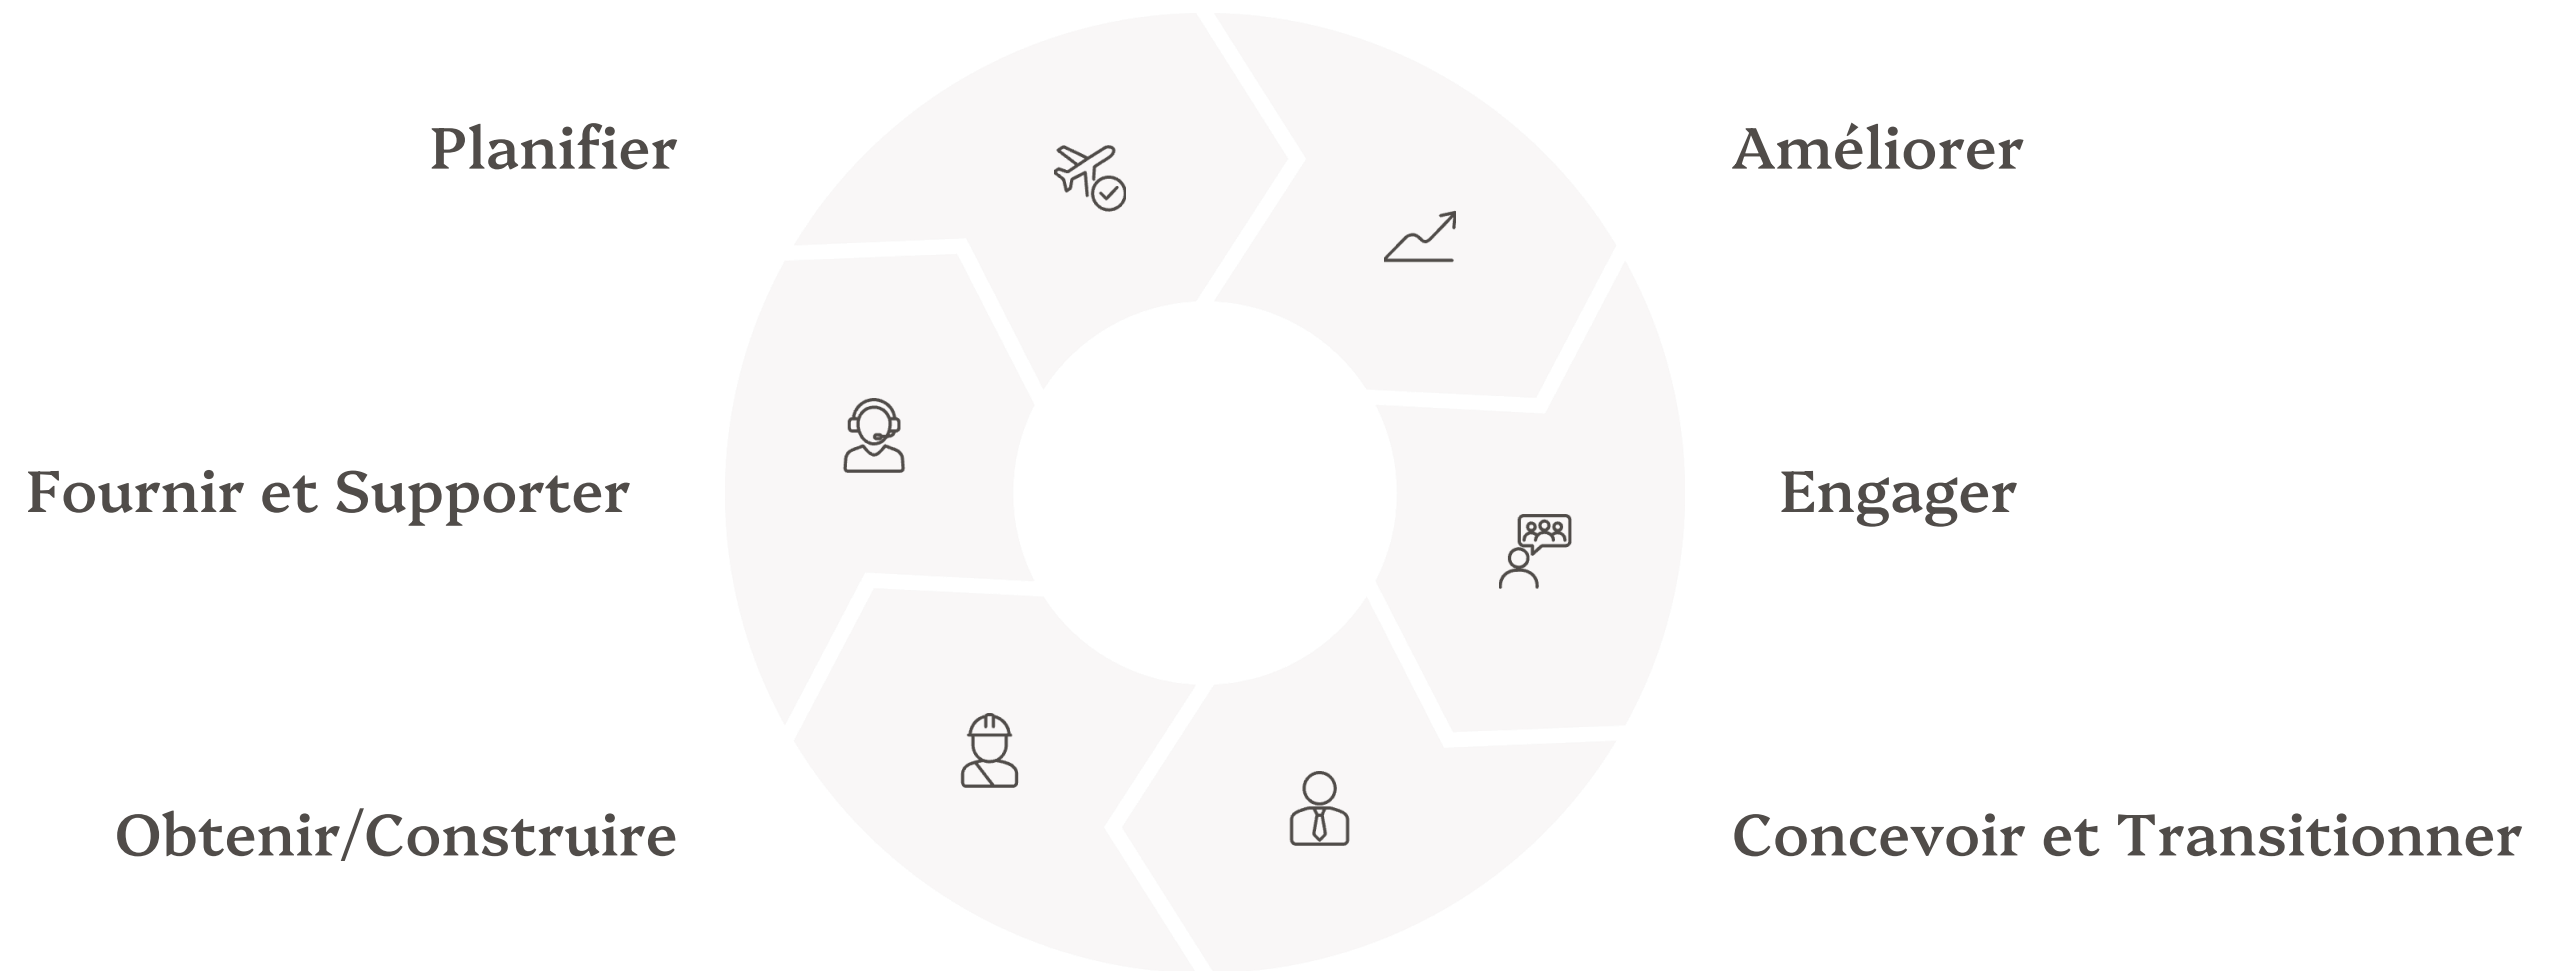 Planifier
Améliorer
Fournir et Supporter
Engager
Obtenir/Construire
Concevoir et Transitionner